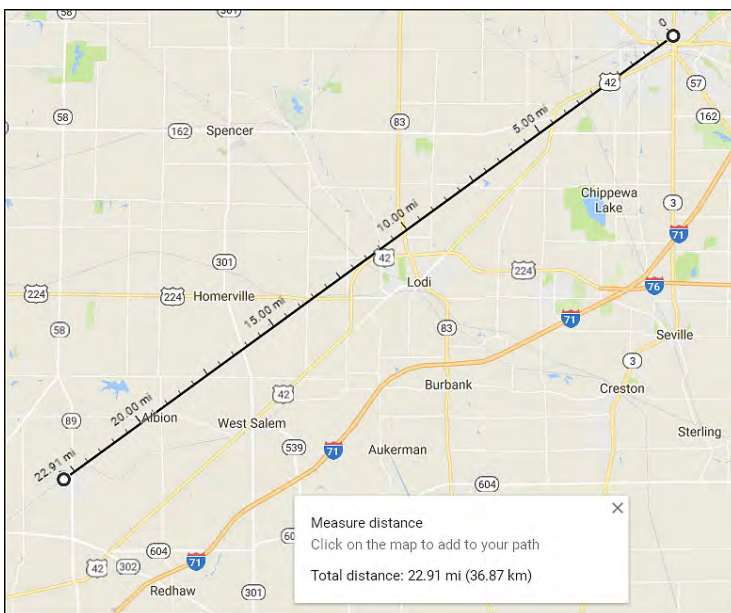 0
58
42
57
162
5.00 mi
83
162
Spencer
Chippewa
Lake
3
10.00 mi
71
301
42
224
Lodi
76
224
224
Homerville
15.00 mi
71
58
83
Seville
3
42
Burbank
Creston
20.00 mi
89
Albion
West Salem
Sterling
539
71
Aukerman
22.91 mi
604
Measure distance
Click on the map to add to your path
Total distance: 22.91 mi (36.87 km)
604
71
42
302
Redhaw
301